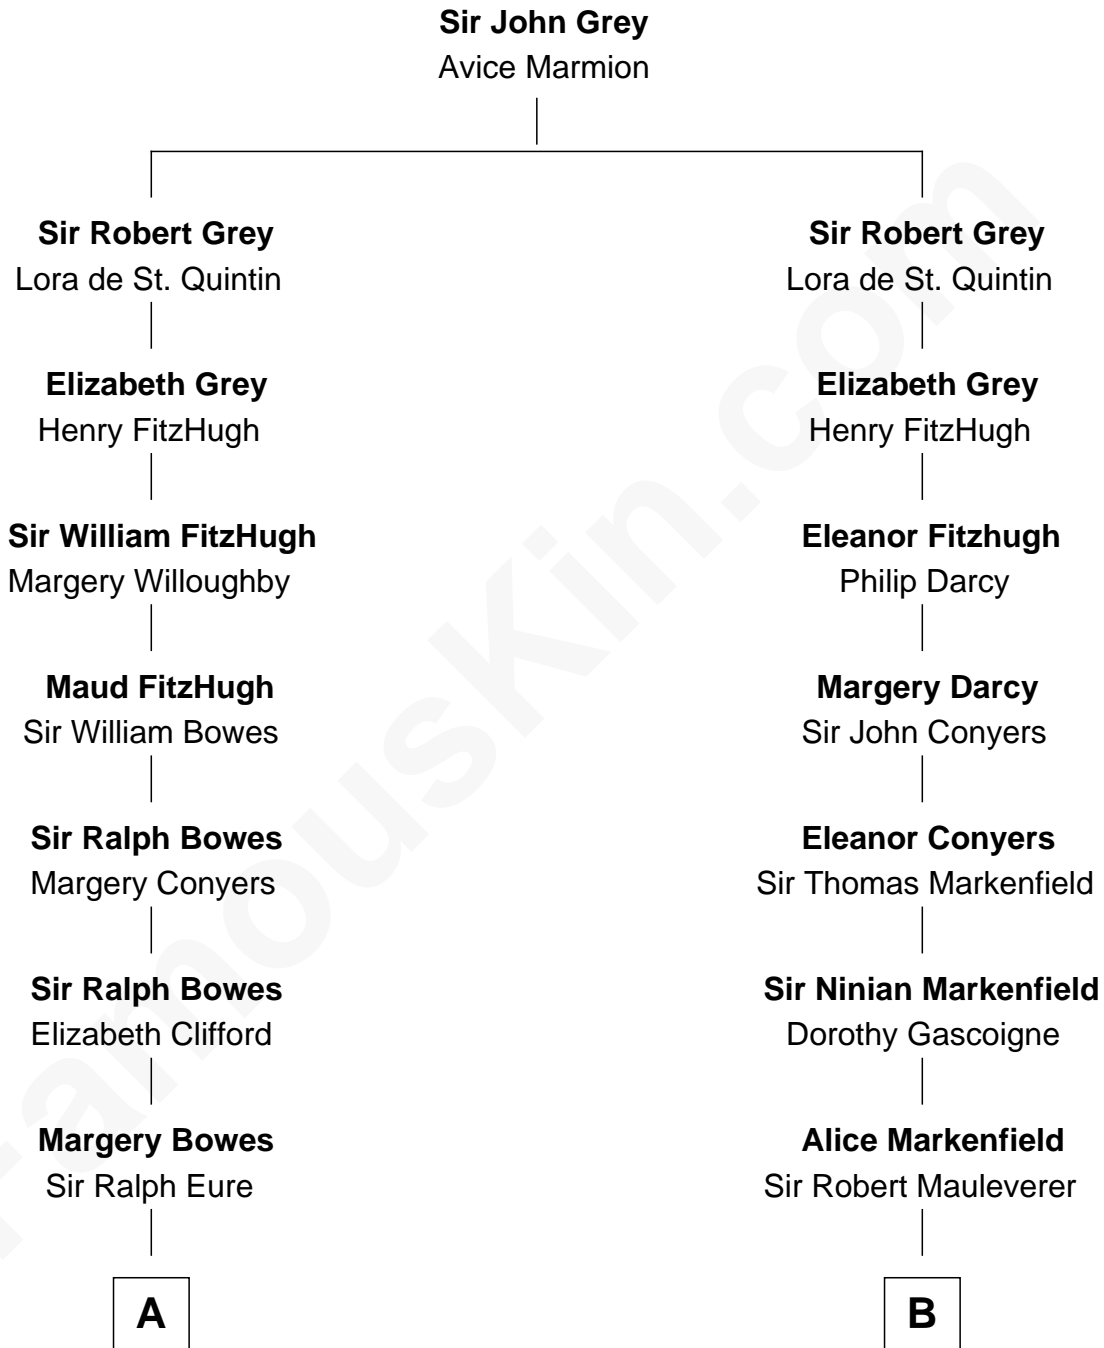 Sir John Grey
Avice Marmion
Sir Robert Grey
Lora de St. Quintin
Elizabeth Grey
Henry FitzHugh
Sir William FitzHugh
Margery Willoughby
Maud FitzHugh
Sir William Bowes
Sir Ralph Bowes
Margery Conyers
Sir Ralph Bowes
Elizabeth Clifford
Margery Bowes
Sir Ralph Eure
A
Sir Robert Grey
Lora de St. Quintin
Elizabeth Grey
Henry FitzHugh
Eleanor Fitzhugh
Philip Darcy
Margery Darcy
Sir John Conyers
Eleanor Conyers
Sir Thomas Markenfield
Sir Ninian Markenfield
Dorothy Gascoigne
Alice Markenfield
Sir Robert Mauleverer
B
FamousKin.com